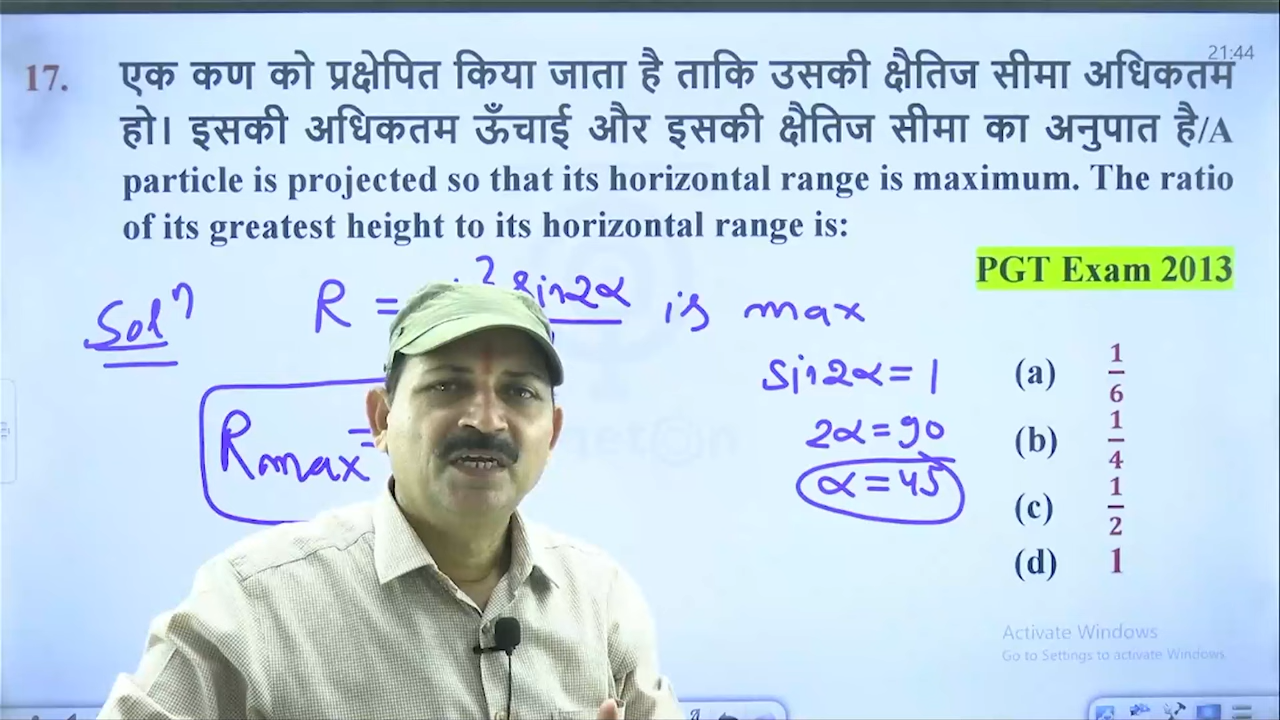 21:44
17. एक कण को प्रक्षेपित किया जाता है ताकि उसकी क्षैतिज सीमा अधिकतम
हो। इसकी अधिकतम ऊँचाई और इसकी क्षैतिज सीमा का अनुपात है/A
particle is projected so that its horizontal range is maximum. The ratio
of its greatest height to its horizontal range is:
PGT Exam 2013
Solⁿ R = ² sin2α is max
sin2α = 1
(a) 1/6
Rmax =
2α = 90
(b) 1/4
α = 45
(c) 1/2
(d) 1
Activate Windows
Go to Settings to activate Windows.